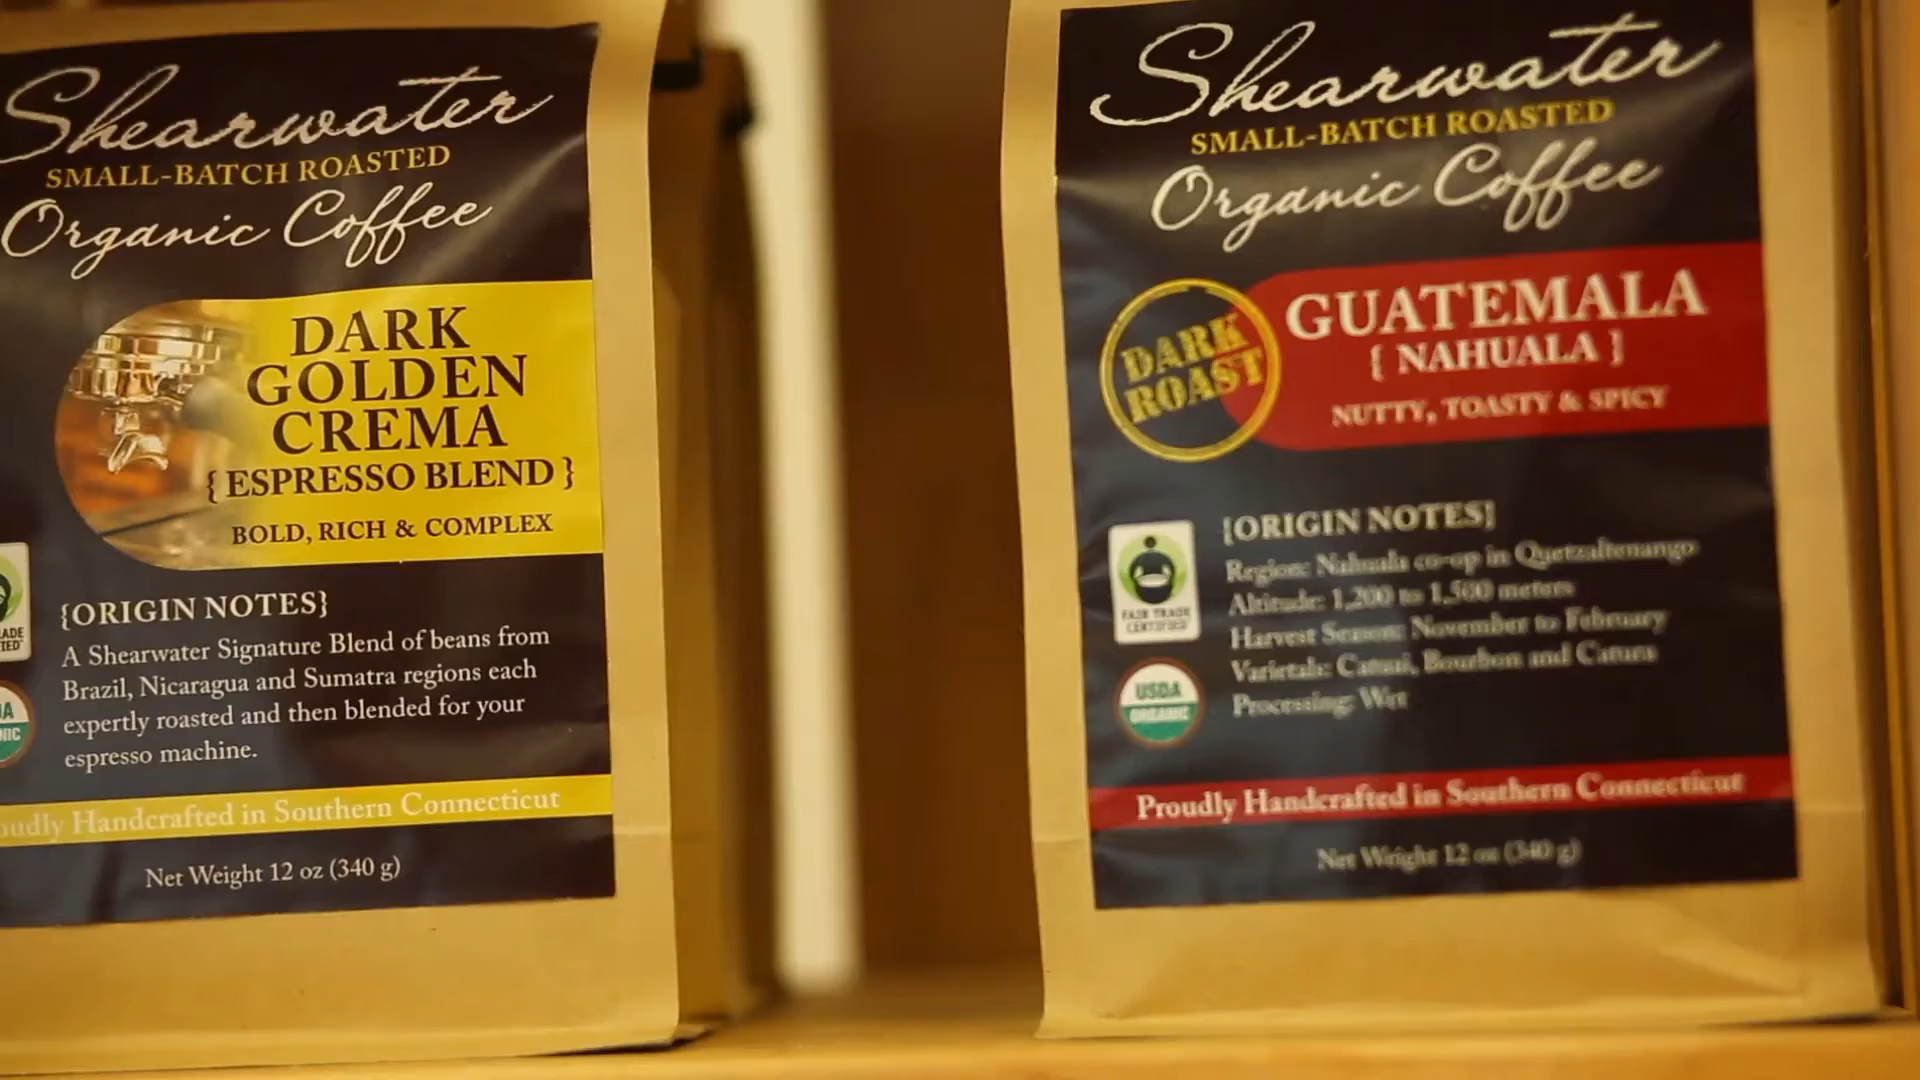 Shearwater
SMALL-BATCH ROASTED
Organic Coffee
DARK
GOLDEN
CREMA
{ ESPRESSO BLEND }
BOLD, RICH & COMPLEX
{ORIGIN NOTES}
A Shearwater Signature Blend of beans from
Brazil, Nicaragua and Sumatra regions each
expertly roasted and then blended for your
espresso machine.
Handcrafted in Southern Connecticut
Net Weight 12 oz (340 g)
Shearwater
SMALL-BATCH ROASTED
Organic Coffee
DARK
ROAST
GUATEMALA
{ NAHUALA }
NUTTY, TOASTY & SPICY
{ORIGIN NOTES}
Region: Nahuala co-op in Quetzaltenango
Altitude: 1,200 to 1,500 meters
Harvest Season: November to February
Varietals: Catuai, Bourbon and Catura
Processing: Wet
FAIR TRADE
CERTIFIED
USDA
ORGANIC
Proudly Handcrafted in Southern Connecticut
Net Weight 12 oz (340 g)